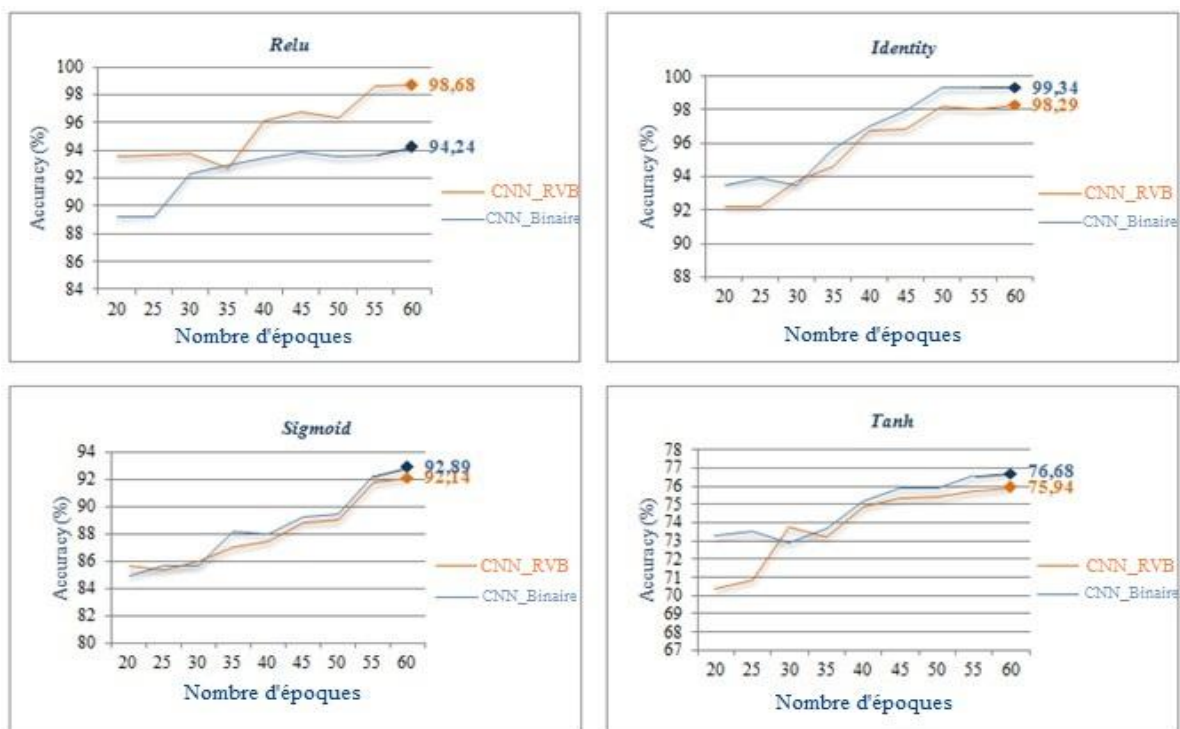 Relu
Accuracy (%)
100
98
96
94
92
90
88
86
84
20 25 30 35 40 45 50 55 60
Nombre d'époques
98,68
94,24
CNN_RVB
CNN_Binaire
Identity
Accuracy (%)
100
98
96
94
92
90
88
20 25 30 35 40 45 50 55 60
Nombre d'époques
99,34
98,29
CNN_RVB
CNN_Binaire
Sigmoid
Accuracy (%)
94
92
90
88
86
84
82
80
20 25 30 35 40 45 50 55 60
Nombre d'époques
92,89
92,14
CNN_RVB
CNN_Binaire
Tanh
Accuracy (%)
78
77
76
75
74
73
72
71
70
69
68
67
20 25 30 35 40 45 50 55 60
Nombre d'époques
76,68
75,94
CNN_RVB
CNN_Binaire